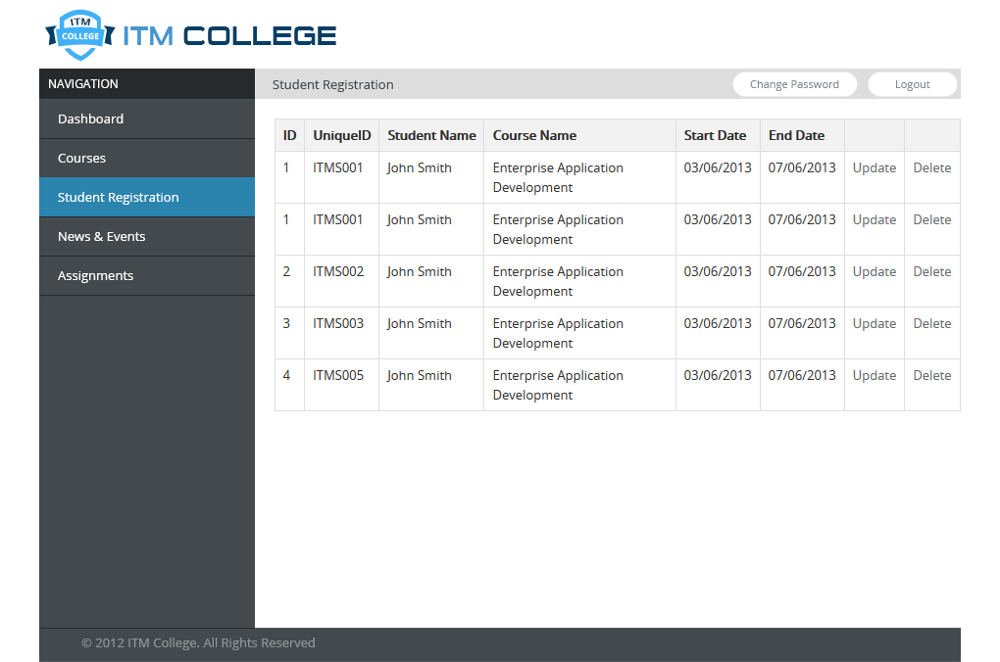 ITM
COLLEGE
ITM COLLEGE
NAVIGATION
Student Registration
Change Password
Logout
Dashboard
Courses
Student Registration
News & Events
Assignments
ID UniqueID Student Name Course Name Start Date End Date
1 ITMS001 John Smith Enterprise Application 03/06/2013 07/06/2013 Update Delete
Development
1 ITMS001 John Smith Enterprise Application 03/06/2013 07/06/2013 Update Delete
Development
2 ITMS002 John Smith Enterprise Application 03/06/2013 07/06/2013 Update Delete
Development
3 ITMS003 John Smith Enterprise Application 03/06/2013 07/06/2013 Update Delete
Development
4 ITMS005 John Smith Enterprise Application 03/06/2013 07/06/2013 Update Delete
Development
© 2012 ITM College. All Rights Reserved